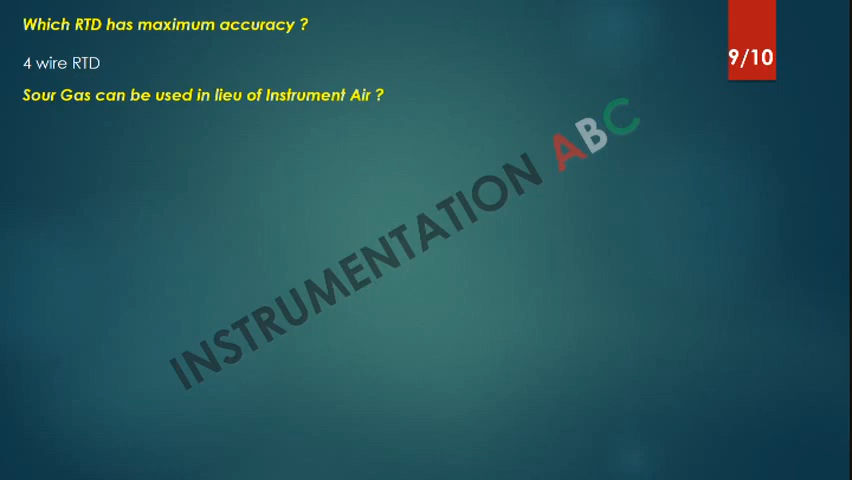 Which RTD has maximum accuracy ?
9/10
4 wire RTD
Sour Gas can be used in lieu of Instrument Air ?
INSTRUMENTATION ABC